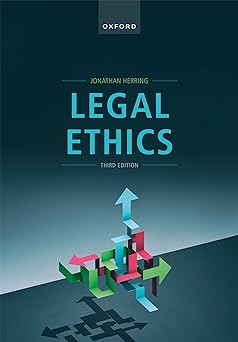 OXFORD
JONATHAN HERRING
LEGAL
ETHICS
THIRD EDITION